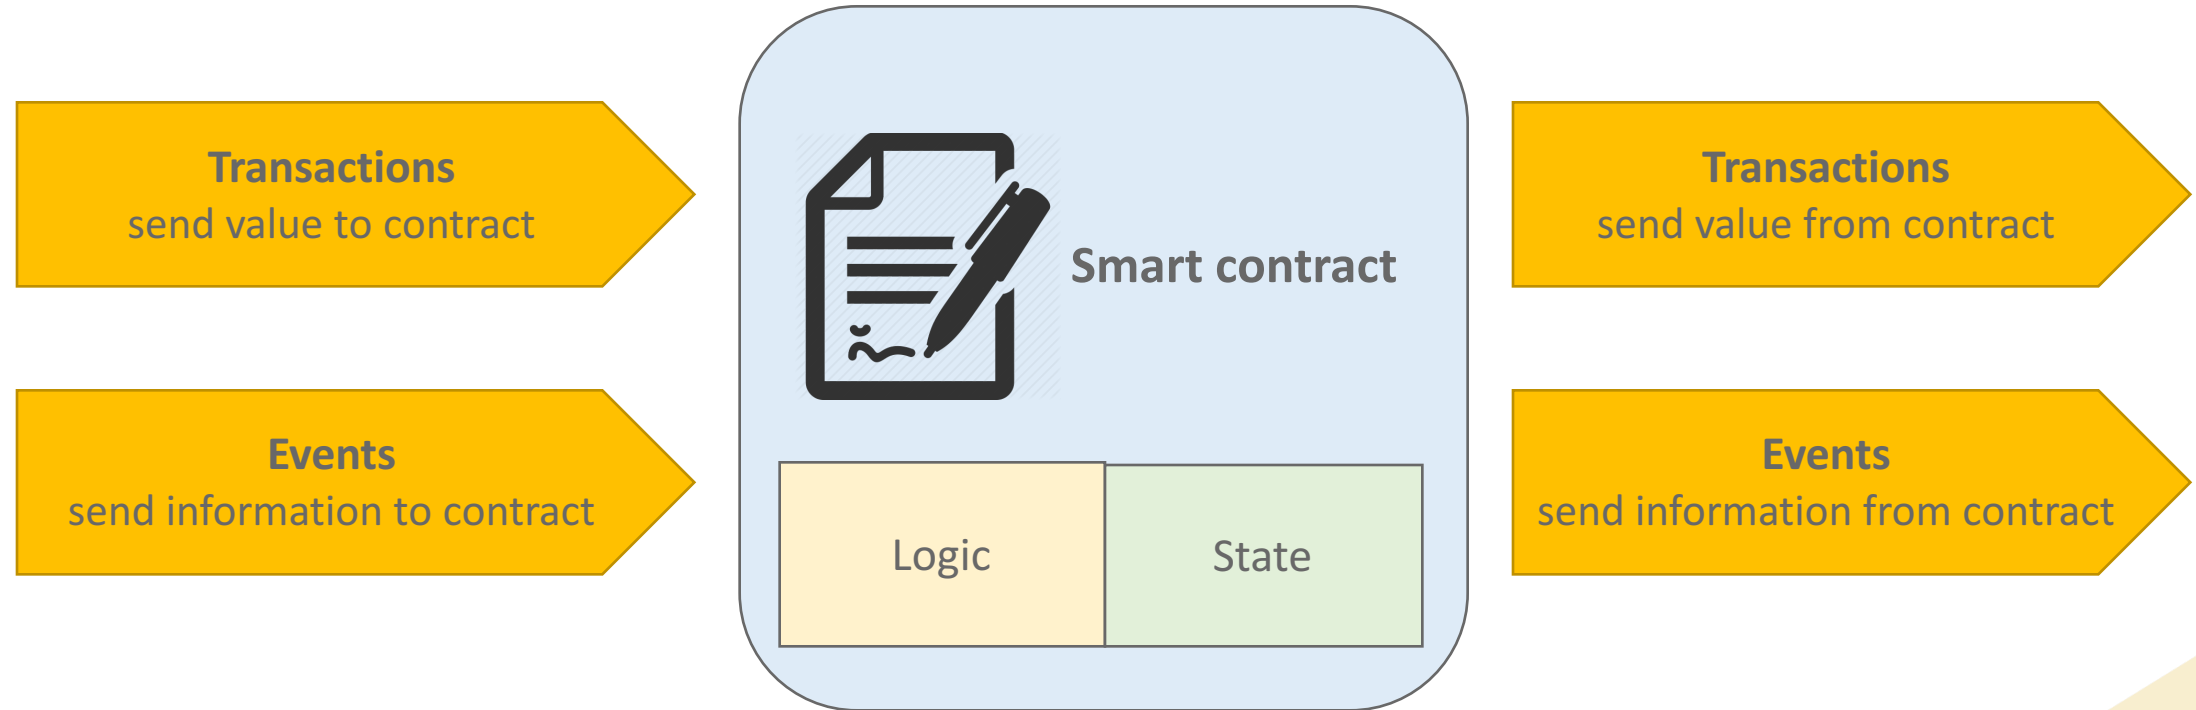 Transactions
send value to contract
Events
send information to contract
Smart contract
Logic
State
Transactions
send value from contract
Events
send information from contract